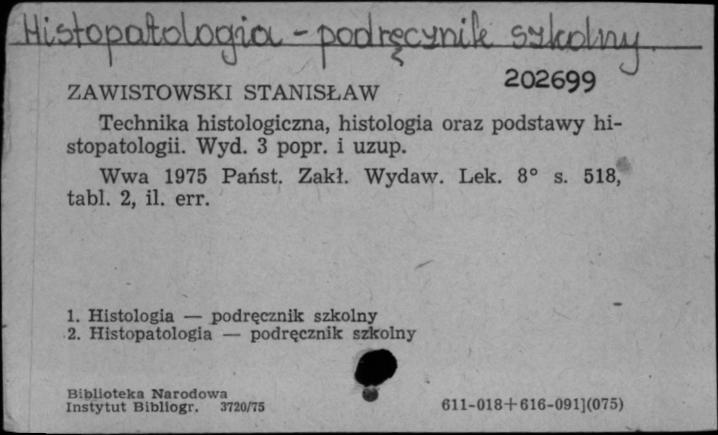 Histopatologia - podręcznik szkolny.
202699
ZAWISTOWSKI STANISŁAW
Technika histologiczna, histologia oraz podstawy hi-
stopatologii. Wyd. 3 popr. i uzup.
Wwa 1975 Państ. Zakł. Wydaw. Lek. 8° s. 518,
tabl. 2, il. err.
1. Histologia — podręcznik szkolny
2. Histopatologia — podręcznik szkolny
Biblioteka Narodowa
Instytut Bibliogr. 3720/75
611-018+616-091](075)